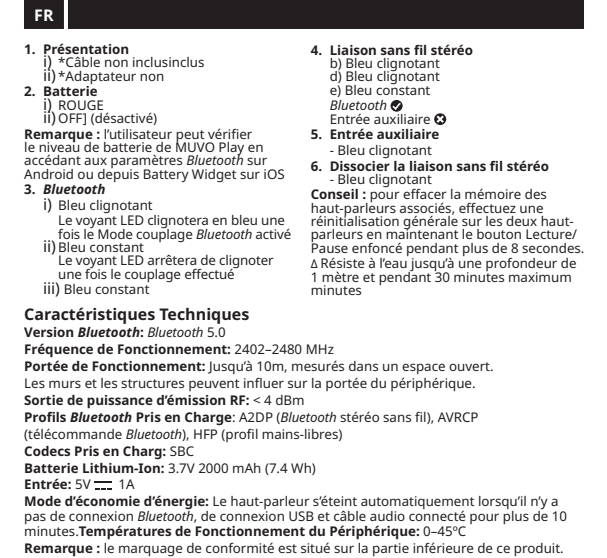 FR
1. Présentation
i) *Câble non inclusinclus
ii) *Adaptateur non
2. Batterie
i) ROUGE
ii) OFF] (désactivé)
Remarque : l’utilisateur peut vérifier
le niveau de batterie de MUVO Play en
accédant aux paramètres Bluetooth sur
Android ou depuis Battery Widget sur iOS
3. Bluetooth
i) Bleu clignotant
Le voyant LED clignotera en bleu une
fois le Mode couplage Bluetooth activé
ii) Bleu constant
Le voyant LED arrêtera de clignoter
une fois le couplage effectué
iii) Bleu constant
4. Liaison sans fil stéréo
b) Bleu clignotant
d) Bleu clignotant
e) Bleu constant
Bluetooth ✔
Entrée auxiliaire ✖
5. Entrée auxiliaire
- Bleu clignotant
6. Dissocier la liaison sans fil stéréo
- Bleu clignotant
Conseil : pour effacer la mémoire des
haut-parleurs associés, effectuez une
réinitialisation générale sur les deux haut-
parleurs en maintenant le bouton Lecture/
Pause enfoncé pendant plus de 8 secondes.
Δ Résiste à l’eau jusqu’à une profondeur de
1 mètre et pendant 30 minutes maximum
minutes
Caractéristiques Techniques
Version Bluetooth: Bluetooth 5.0
Fréquence de Fonctionnement: 2402–2480 MHz
Portée de Fonctionnement: Jusqu’à 10m, mesurés dans un espace ouvert.
Les murs et les structures peuvent influer sur la portée du périphérique.
Sortie de puissance d’émission RF: < 4 dBm
Profils Bluetooth Pris en Charge: A2DP (Bluetooth stéréo sans fil), AVRCP
(télécommande Bluetooth), HFP (profil mains-libres)
Codecs Pris en Charg: SBC
Batterie Lithium-Ion: 3.7V 2000 mAh (7.4 Wh)
Entrée: 5V ⎓ 1A
Mode d’économie d’énergie: Le haut-parleur s’éteint automatiquement lorsqu’il n’y a
pas de connexion Bluetooth, de connexion USB et câble audio connecté pour plus de 10
minutes.Températures de Fonctionnement du Périphérique: 0–45°C
Remarque : le marquage de conformité est situé sur la partie inférieure de ce produit.